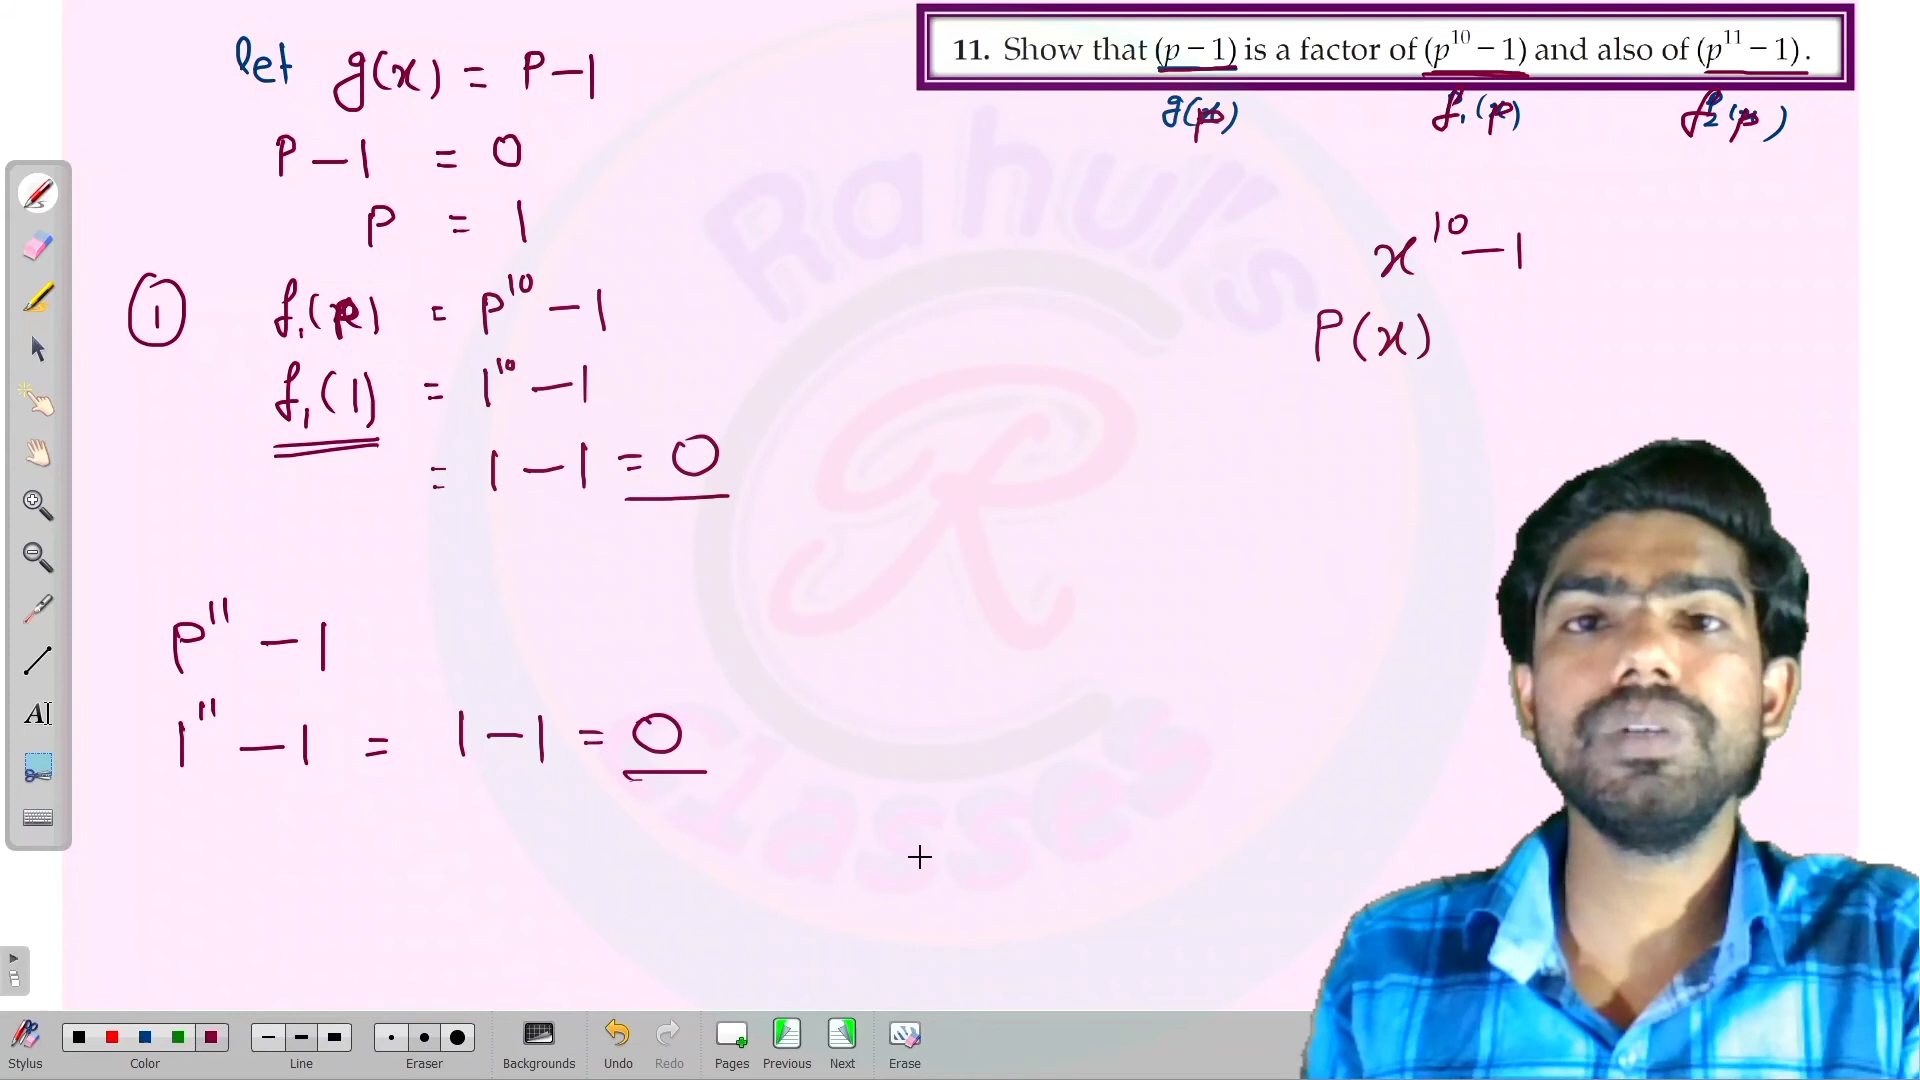 let g(x) = P-1
11. Show that (p − 1) is a factor of (p¹⁰ − 1) and also of (p¹¹ − 1).
g(p) f₁(p) f₂(p)
P-1 = 0
P = 1
① f₁(p) = P¹⁰ - 1
f₁(1) = 1¹⁰ - 1
= 1 - 1 = 0
x¹⁰ - 1
P(x)
P¹¹ - 1
1¹¹ - 1 = 1 - 1 = 0
Rahul's
R
Classes
A
Stylus Color Line Eraser Backgrounds Undo Redo Pages Previous Next Erase